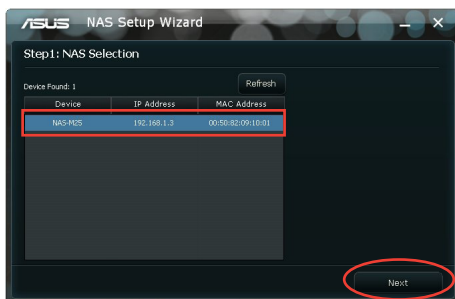 ASUS NAS Setup Wizard
Step1: NAS Selection
Device Found: 1
Refresh
Device IP Address MAC Address
NAS-M25 192.168.1.3 00:50:82:09:10:01
Next